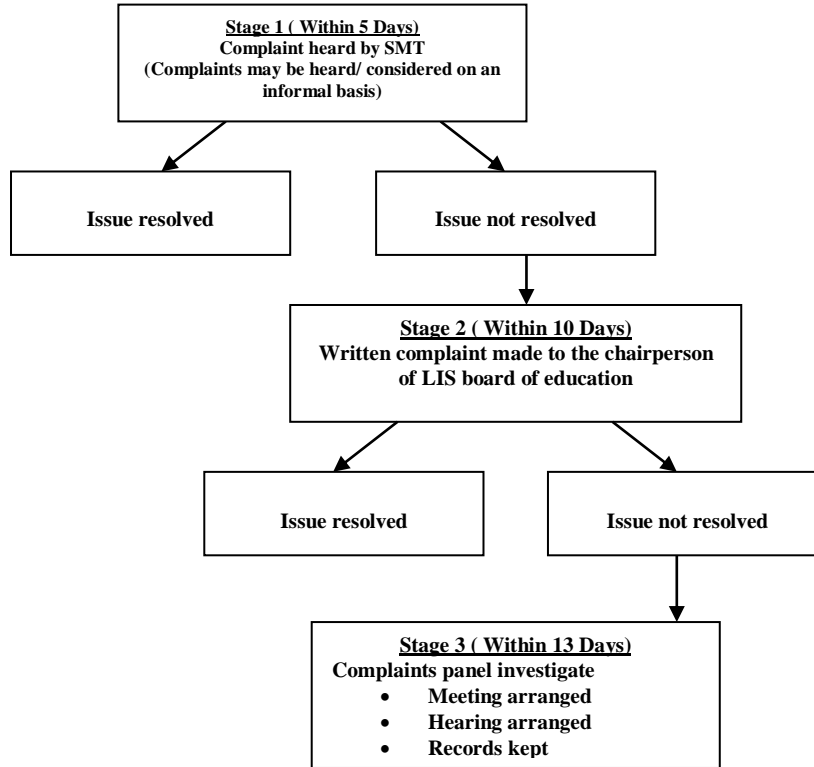 Stage 1 ( Within 5 Days)
Complaint heard by SMT
(Complaints may be heard/ considered on an
informal basis)
Issue resolved
Issue not resolved
Stage 2 ( Within 10 Days)
Written complaint made to the chairperson
of LIS board of education
Issue resolved
Issue not resolved
Stage 3 ( Within 13 Days)
Complaints panel investigate
• Meeting arranged
• Hearing arranged
• Records kept